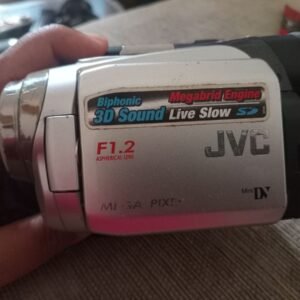 Biphonic Megabrid Engine
3D Sound Live Slow SD
JVC
F1.2
ASPHERICAL LENS
Mini DV